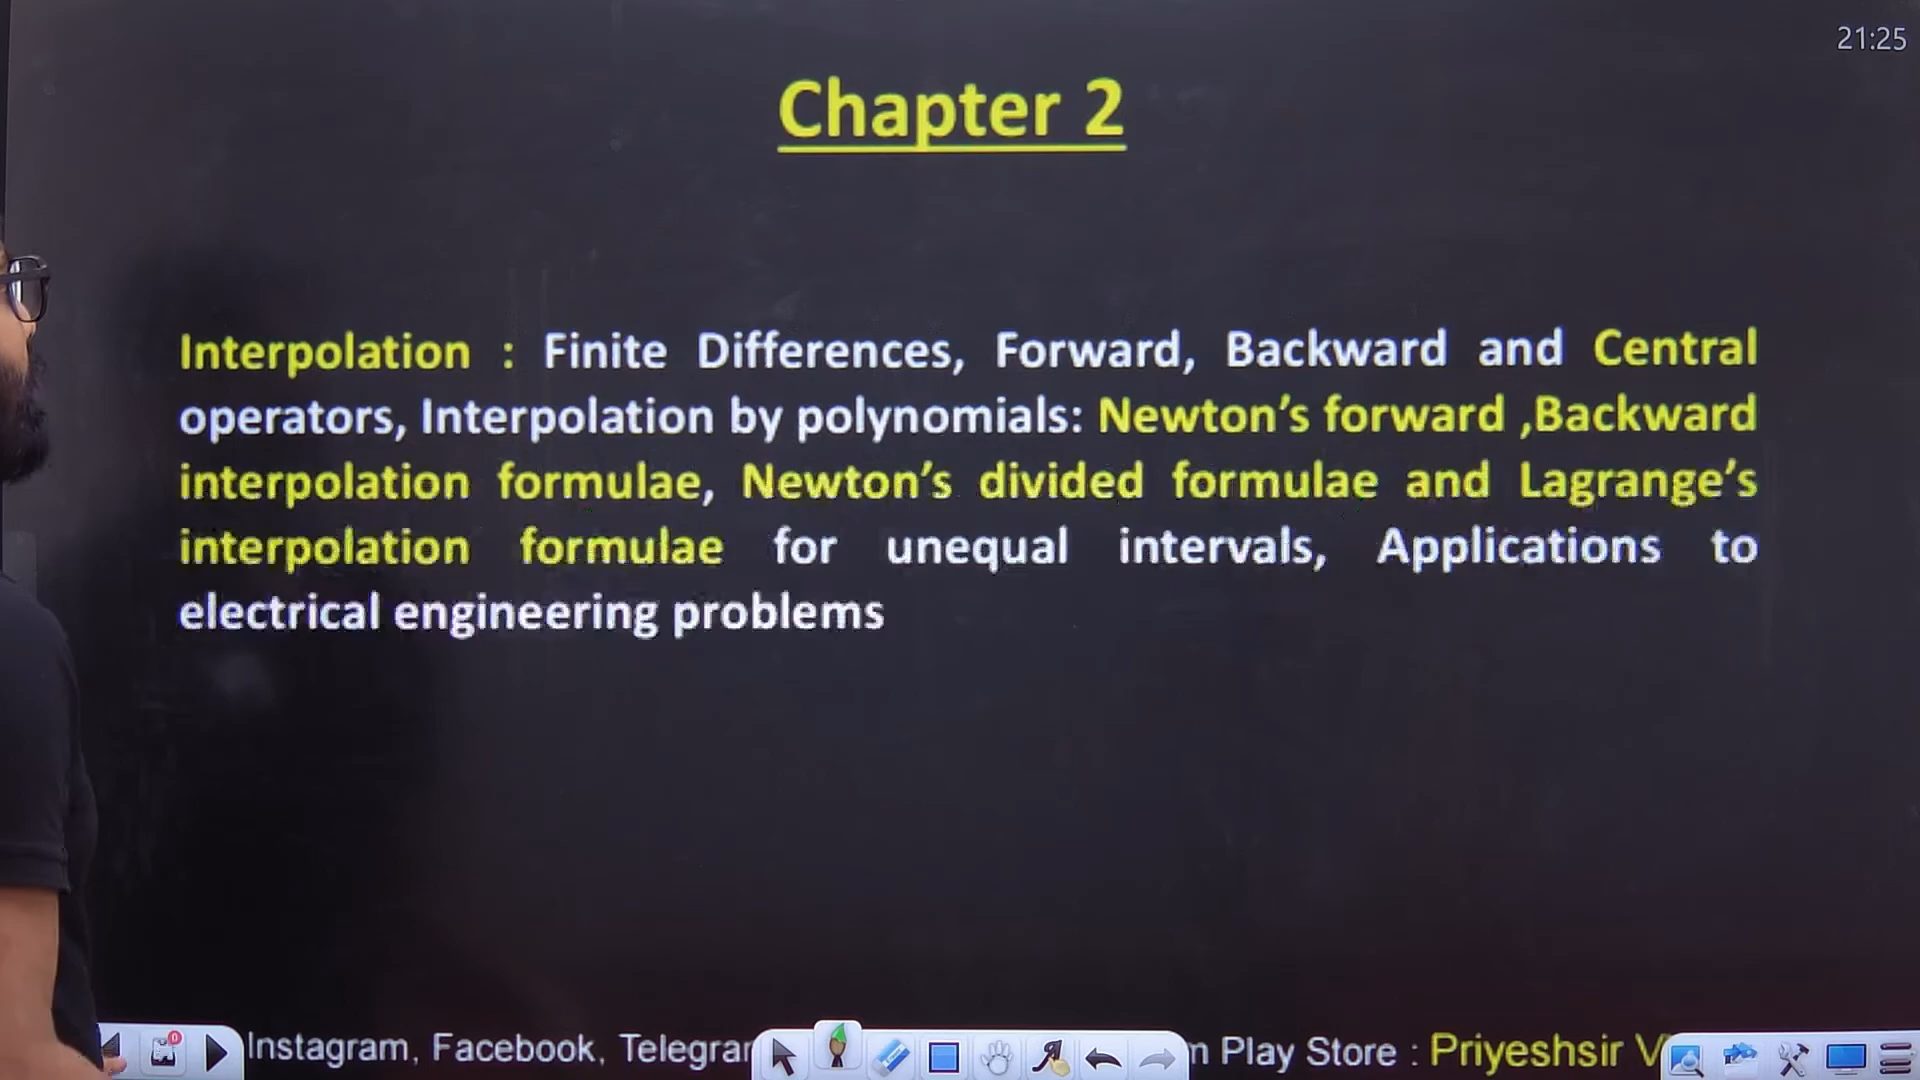 21:25
Chapter 2
Interpolation : Finite Differences, Forward, Backward and Central
operators, Interpolation by polynomials: Newton’s forward ,Backward
interpolation formulae, Newton’s divided formulae and Lagrange’s
interpolation formulae for unequal intervals, Applications to
electrical engineering problems
0
Instagram, Facebook, Play Store : Priyeshsir